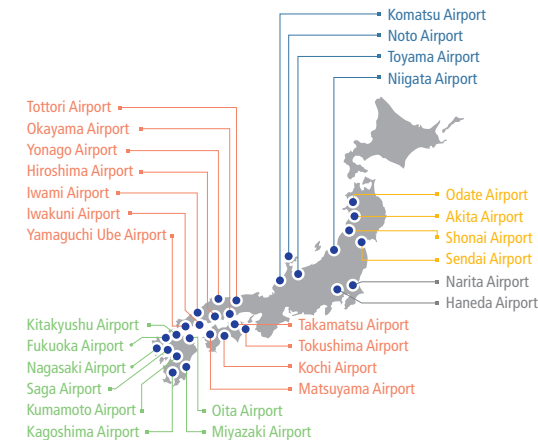 Komatsu Airport
Noto Airport
Toyama Airport
Niigata Airport
Tottori Airport
Okayama Airport
Yonago Airport
Hiroshima Airport
Iwami Airport
Iwakuni Airport
Yamaguchi Ube Airport
Odate Airport
Akita Airport
Shonai Airport
Sendai Airport
Narita Airport
Haneda Airport
Kitakyushu Airport
Fukuoka Airport
Nagasaki Airport
Saga Airport
Kumamoto Airport
Kagoshima Airport
Takamatsu Airport
Tokushima Airport
Kochi Airport
Matsuyama Airport
Oita Airport
Miyazaki Airport